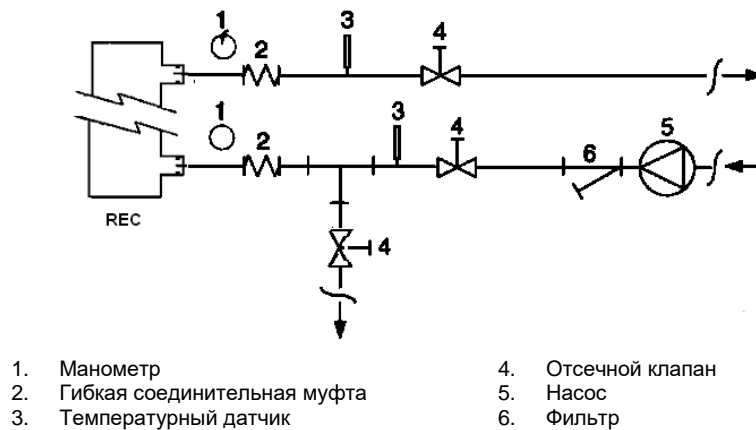 1
2
3
4
1
2
3
4
6
5
REC
4
1. Манометр
2. Гибкая соединительная муфта
3. Температурный датчик
4. Отсечной клапан
5. Насос
6. Фильтр